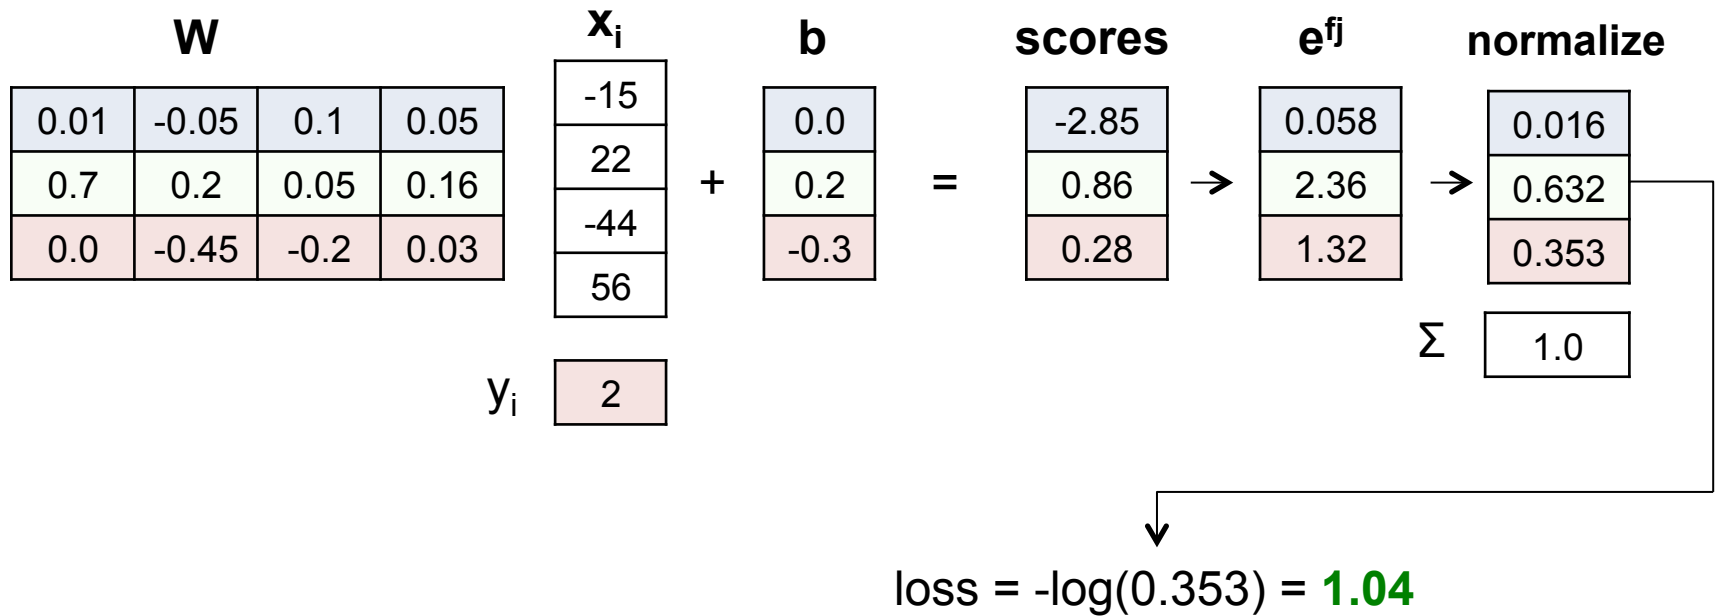 W xi b scores e^fj normalize
0.01 -0.05 0.1 0.05
0.7 0.2 0.05 0.16
0.0 -0.45 -0.2 0.03
-15
22
-44
56
+
0.0
0.2
-0.3
=
-2.85
0.86
0.28
→
0.058
2.36
1.32
→
0.016
0.632
0.353
Σ 1.0
yi 2
loss = -log(0.353) = 1.04